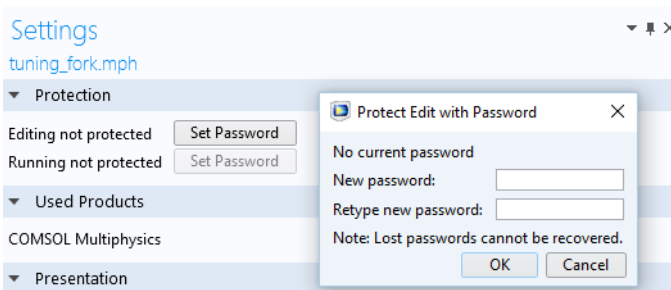 Settings
tuning_fork.mph
Protection
Editing not protected Set Password
Running not protected Set Password
Used Products
COMSOL Multiphysics
Presentation
Protect Edit with Password
No current password
New password:
Retype new password:
Note: Lost passwords cannot be recovered.
OK Cancel